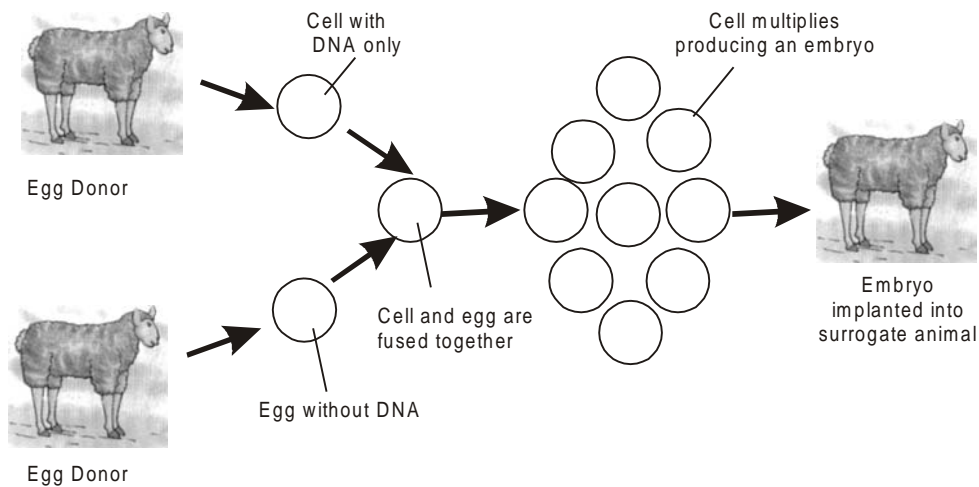 Cell with
DNA only
Cell multiplies
producing an embryo
Egg Donor
Cell and egg are
fused together
Embryo
implanted into
surrogate animal
Egg without DNA
Egg Donor